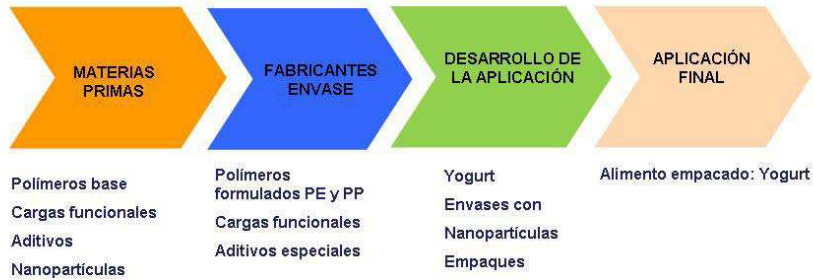 MATERIAS
PRIMAS
FABRICANTES
ENVASE
DESARROLLO DE
LA APLICACIÓN
APLICACIÓN
FINAL
Polímeros base
Cargas funcionales
Aditivos
Nanopartículas
Polímeros
formulados PE y PP
Cargas funcionales
Aditivos especiales
Yogurt
Envases con
Nanopartículas
Empaques
Alimento empacado: Yogurt